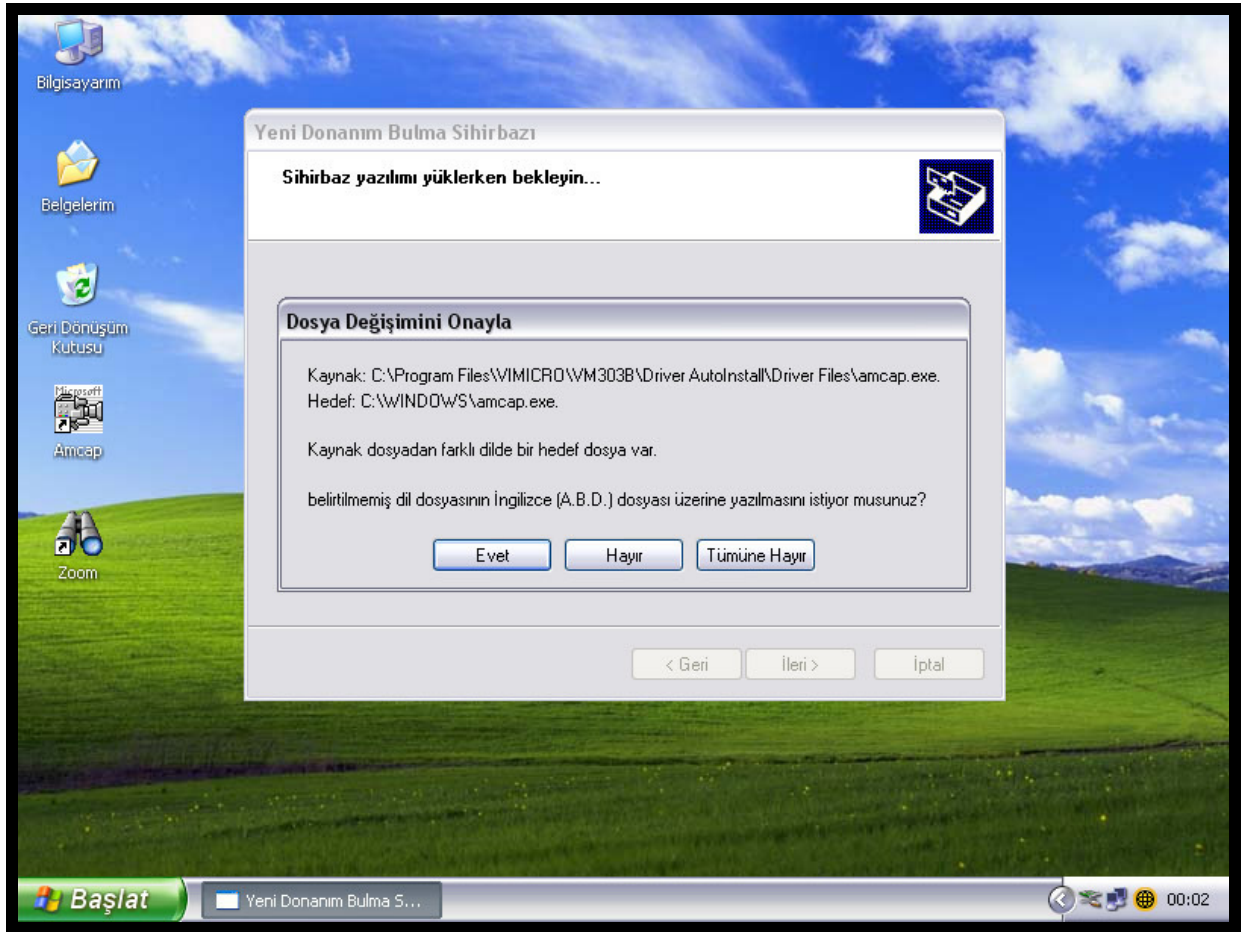 Bilgisayarım
Belgelerim
Geri Dönüşüm
Kutusu
Microsoft
Amcap
Zoom
Yeni Donanım Bulma Sihirbazı
Sihirbaz yazılımı yüklerken bekleyin...
Dosya Değişimini Onayla
Kaynak: C:\Program Files\VIMICRO\VM303B\Driver AutoInstall\Driver Files\amcap.exe.
Hedef: C:\WINDOWS\amcap.exe.
Kaynak dosyadan farklı dilde bir hedef dosya var.
belirtilmemiş dil dosyasının İngilizce (A.B.D.) dosyası üzerine yazılmasını istiyor musunuz?
Evet Hayır Tümüne Hayır
< Geri İleri > İptal
Başlat Yeni Donanım Bulma S... 00:02